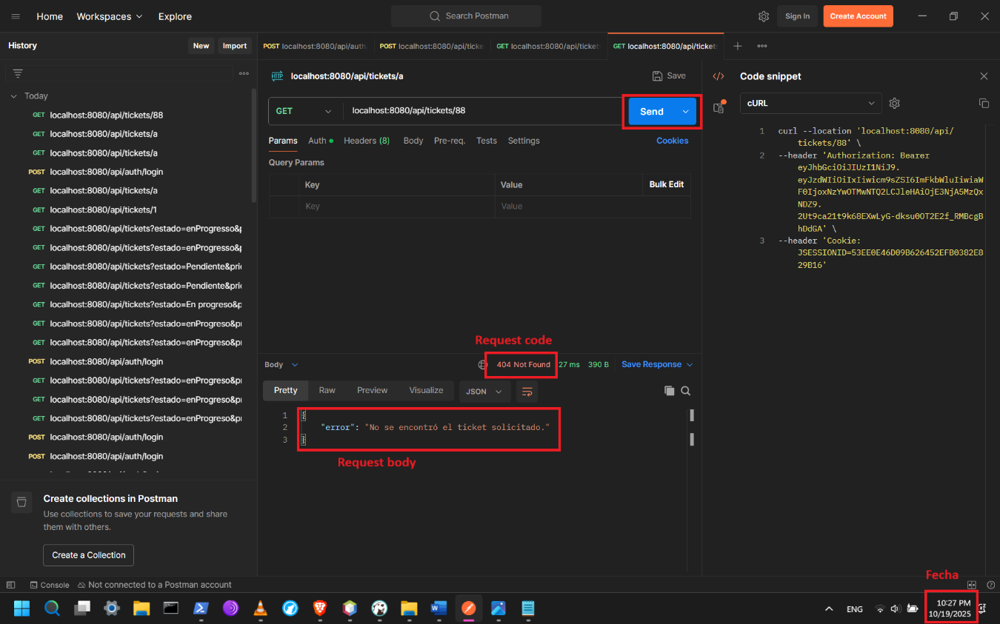 Home Workspaces Explore Search Postman Sign In Create Account
History New Import
POST localhost:8080/api/auth POST localhost:8080/api/ticke GET localhost:8080/api/ticket GET localhost:8080/api/tickets
Today
GET localhost:8080/api/tickets/88
GET localhost:8080/api/tickets/a
GET localhost:8080/api/tickets/a
POST localhost:8080/api/auth/login
GET localhost:8080/api/tickets/a
GET localhost:8080/api/tickets/1
GET localhost:8080/api/tickets?estado=enProgresso&p
GET localhost:8080/api/tickets?estado=enProgresso&p
GET localhost:8080/api/tickets?estado=Pendiente&prio
GET localhost:8080/api/tickets?estado=Pendiente&prio
GET localhost:8080/api/tickets?estado=En progreso&p
GET localhost:8080/api/tickets?estado=enProgreso&pr
GET localhost:8080/api/tickets?estado=enProgreso&pr
POST localhost:8080/api/auth/login
GET localhost:8080/api/tickets?estado=enProgreso&pr
GET localhost:8080/api/tickets?estado=enProgreso&pr
GET localhost:8080/api/tickets?estado=enProgreso&pr
POST localhost:8080/api/auth/login
POST localhost:8080/api/auth/login
Create collections in Postman
Use collections to save your requests and share
them with others.
Create a Collection
HTTP localhost:8080/api/tickets/a Save
GET localhost:8080/api/tickets/88 Send
Params Auth Headers (8) Body Pre-req. Tests Settings Cookies
Query Params
Key Value Bulk Edit
Key Value
Request code
Body 404 Not Found 27 ms 390 B Save Response
Pretty Raw Preview Visualize JSON
1 {
2 "error": "No se encontró el ticket solicitado."
3 }
Request body
Code snippet
cURL
1 curl --location 'localhost:8080/api/
tickets/88' \
2 --header 'Authorization: Bearer
eyJhbGciOiJIUzI1NiJ9.
eyJzdWIiOiIxIiwicm9sZSI6ImFkbWluIiwiaW
F0IjoxNzYwOTMwNTQ2LCJleHAiOjE3NjA5MzQx
NDZ9.
2Ut9ca21t9k68EXwLyG-dksu0OT2E2f_RMBcgB
hDdGA' \
3 --header 'Cookie:
JSESSIONID=53EE0E46D09B626452EFB0382E8
29B16'
Fecha
Console Not connected to a Postman account
ENG 10:27 PM
10/19/2025